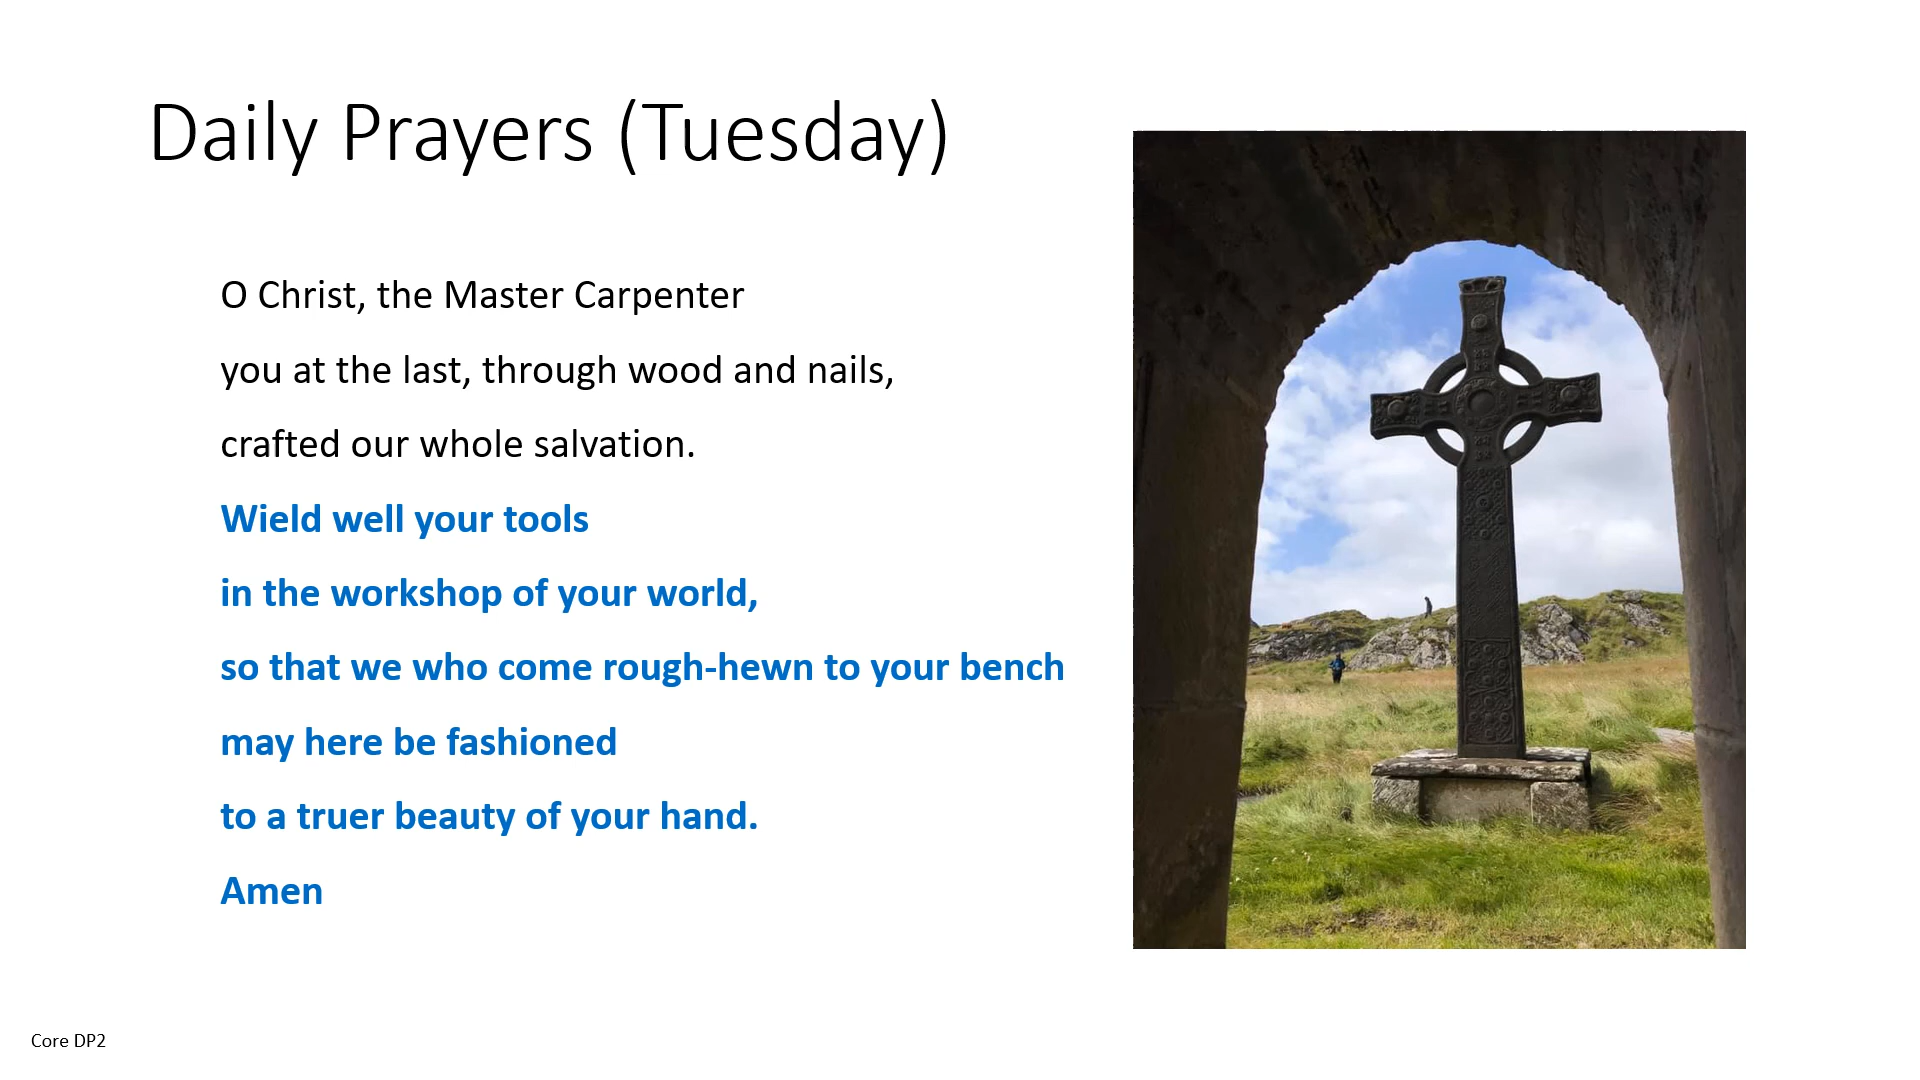 Daily Prayers (Tuesday)
O Christ, the Master Carpenter
you at the last, through wood and nails,
crafted our whole salvation.
Wield well your tools
in the workshop of your world,
so that we who come rough-hewn to your bench
may here be fashioned
to a truer beauty of your hand.
Amen
Core DP2